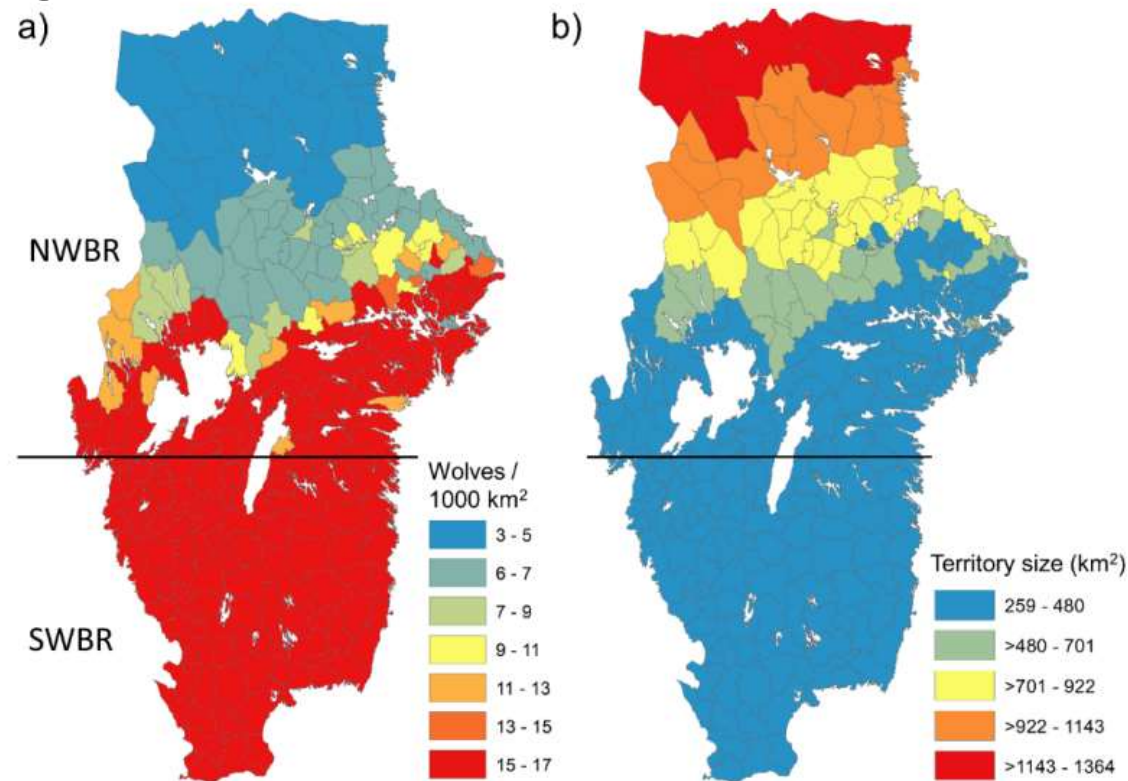 a)
b)
NWBR
SWBR
Wolves /
1000 km²
3 - 5
6 - 7
7 - 9
9 - 11
11 - 13
13 - 15
15 - 17
Territory size (km²)
259 - 480
>480 - 701
>701 - 922
>922 - 1143
>1143 - 1364